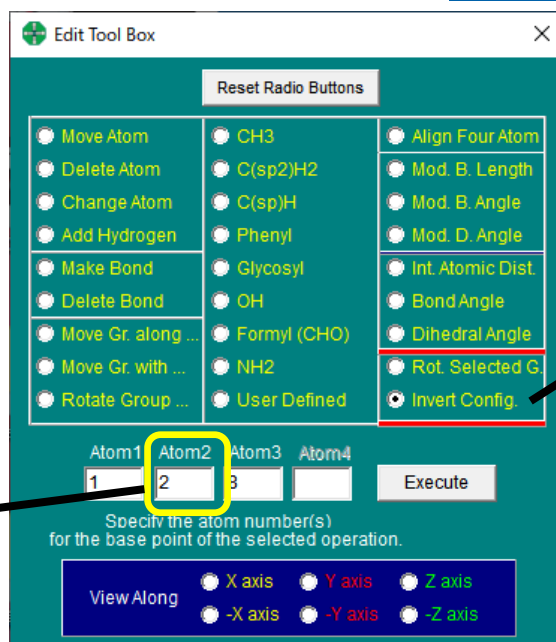 Edit Tool Box
Reset Radio Buttons
Move Atom
Delete Atom
Change Atom
Add Hydrogen
Make Bond
Delete Bond
Move Gr. along ...
Move Gr. with ...
Rotate Group ...
CH3
C(sp2)H2
C(sp)H
Phenyl
Glycosyl
OH
Formyl (CHO)
NH2
User Defined
Align Four Atom
Mod. B. Length
Mod. B. Angle
Mod. D. Angle
Int. Atomic Dist.
Bond Angle
Dihedral Angle
Rot. Selected G.
Invert Config.
Atom1 Atom2 Atom3 Atom4
1 2 3
Execute
Specify the atom number(s)
for the base point of the selected operation.
View Along
X axis Y axis Z axis
-X axis -Y axis -Z axis